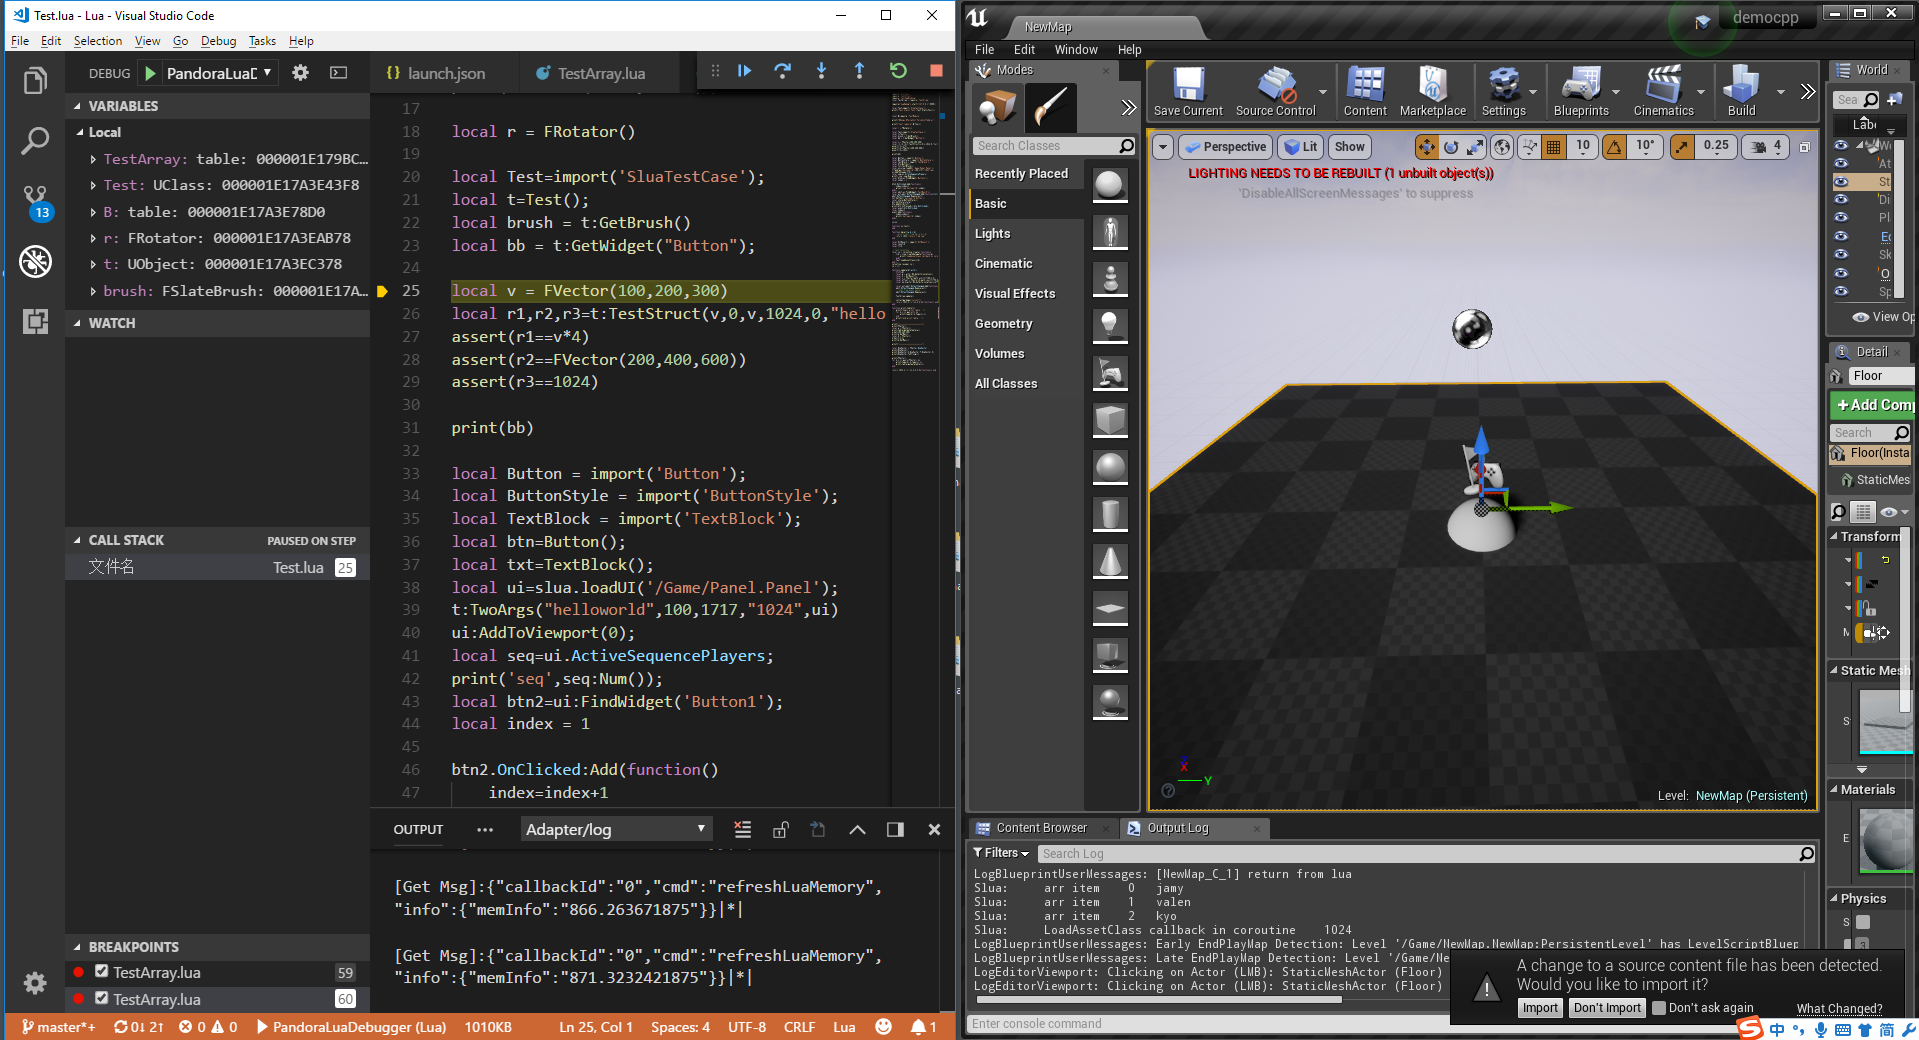 Test.lua - Lua - Visual Studio Code
File Edit Selection View Go Debug Tasks Help
DEBUG PandoraLuaD
VARIABLES
Local
TestArray: table: 000001E179BC...
Test: UClass: 000001E17A3E43F8
B: table: 000001E17A3E78D0
r: FRotator: 000001E17A3EAB78
t: UObject: 000001E17A3EC378
brush: FSlateBrush: 000001E17A...
WATCH
CALL STACK PAUSED ON STEP
文件名 Test.lua 25
BREAKPOINTS
TestArray.lua 59
TestArray.lua 60
13
launch.json TestArray.lua
17
18 local r = FRotator()
19
20 local Test=import('SluaTestCase');
21 local t=Test();
22 local brush = t:GetBrush()
23 local bb = t:GetWidget("Button");
24
25 local v = FVector(100,200,300)
26 local r1,r2,r3=t:TestStruct(v,0,v,1024,0,"hello
27 assert(r1==v*4)
28 assert(r2==FVector(200,400,600))
29 assert(r3==1024)
30
31 print(bb)
32
33 local Button = import('Button');
34 local ButtonStyle = import('ButtonStyle');
35 local TextBlock = import('TextBlock');
36 local btn=Button();
37 local txt=TextBlock();
38 local ui=slua.loadUI('/Game/Panel.Panel');
39 t:TwoArgs("helloworld",100,1717,"1024",ui)
40 ui:AddToViewport(0);
41 local seq=ui.ActiveSequencePlayers;
42 print('seq',seq:Num());
43 local btn2=ui:FindWidget('Button1');
44 local index = 1
45
46 btn2.OnClicked:Add(function()
47 index=index+1
OUTPUT ... Adapter/log
[Get Msg]:{"callbackId":"0","cmd":"refreshLuaMemory",
"info":{"memInfo":"866.263671875"}}|*|
[Get Msg]:{"callbackId":"0","cmd":"refreshLuaMemory",
"info":{"memInfo":"871.3232421875"}}|*|
master*+ 0↓ 2↑ 0 0 PandoraLuaDebugger (Lua) 1010KB Ln 25, Col 1 Spaces: 4 UTF-8 CRLF Lua 1
NewMap democpp
File Edit Window Help
Modes
Search Classes
Recently Placed
Basic
Lights
Cinematic
Visual Effects
Geometry
Volumes
All Classes
Save Current Source Control Content Marketplace Settings Blueprints Cinematics Build
Perspective Lit Show 10 10° 0.25 4
LIGHTING NEEDS TO BE REBUILT (1 unbuilt object(s))
'DisableAllScreenMessages' to suppress
X
Y
Level: NewMap (Persistent)
World
Sea
Lab
W
At
St
Di
Pl
Ec
Sk
O
Sp
View Op
Detail
Floor
+Add Comp
Search
Floor(Insta
StaticMes
Transform
M
Static Mesh
S
Materials
E
Physics
S
3
Content Browser Output Log
Filters Search Log
LogBlueprintUserMessages: [NewMap_C_1] return from lua
Slua: arr item 0 jamy
Slua: arr item 1 valen
Slua: arr item 2 kyo
Slua: LoadAssetClass callback in coroutine 1024
LogBlueprintUserMessages: Early EndPlayMap Detection: Level '/Game/NewMap.NewMap:PersistentLevel' has LevelScriptBluep
LogBlueprintUserMessages: Late EndPlayMap Detection: Level '/Game/Ne
LogEditorViewport: Clicking on Actor (LMB): StaticMeshActor (Floor)
LogEditorViewport: Clicking on Actor (LMB): StaticMeshActor (Floor)
Enter console command
A change to a source content file has been detected.
Would you like to import it?
Import Don't Import Don't ask again What Changed?
S 中 简